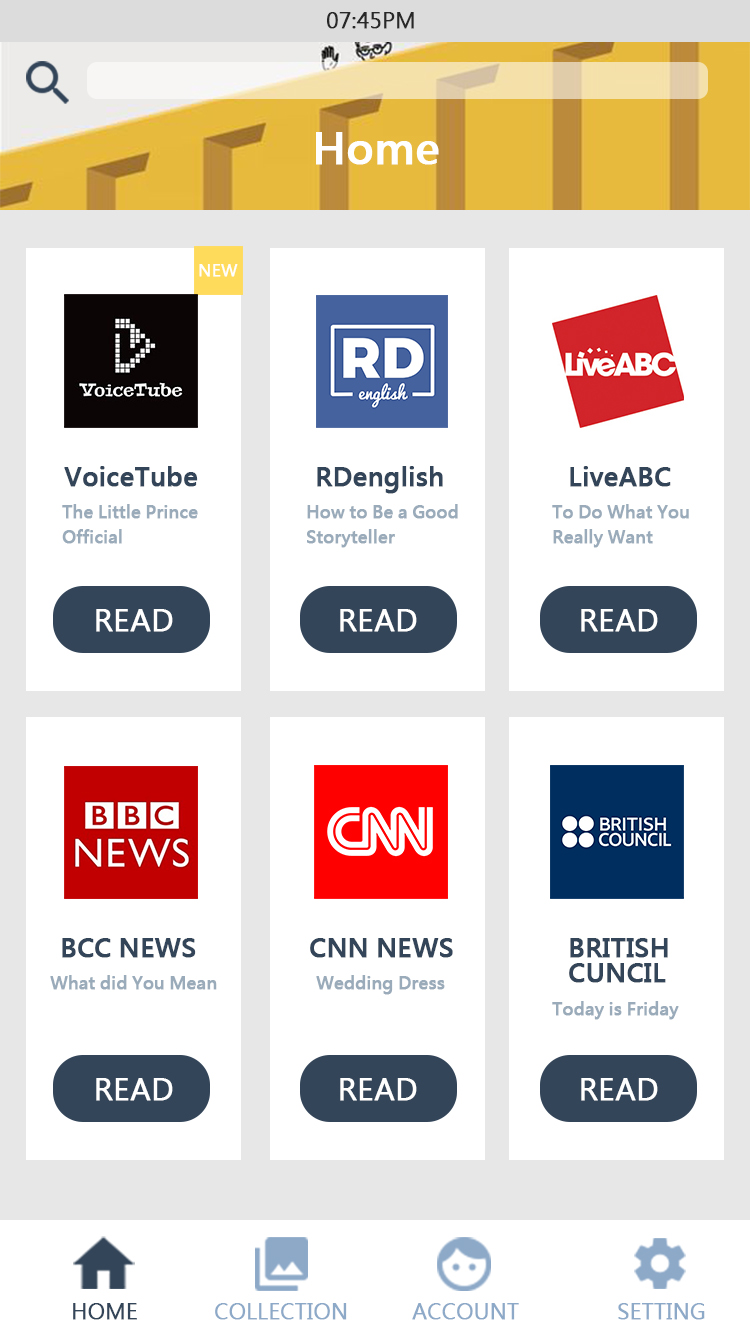 07:45PM
Home
NEW
VoiceTube
VoiceTube
The Little Prince
Official
READ
RD
english
RDenglish
How to Be a Good
Storyteller
READ
LiveABC
LiveABC
To Do What You
Really Want
READ
BBC
NEWS
BCC NEWS
What did You Mean
READ
CNN
CNN NEWS
Wedding Dress
READ
BRITISH
COUNCIL
BRITISH
CUNCIL
Today is Friday
READ
HOME
COLLECTION
ACCOUNT
SETTING